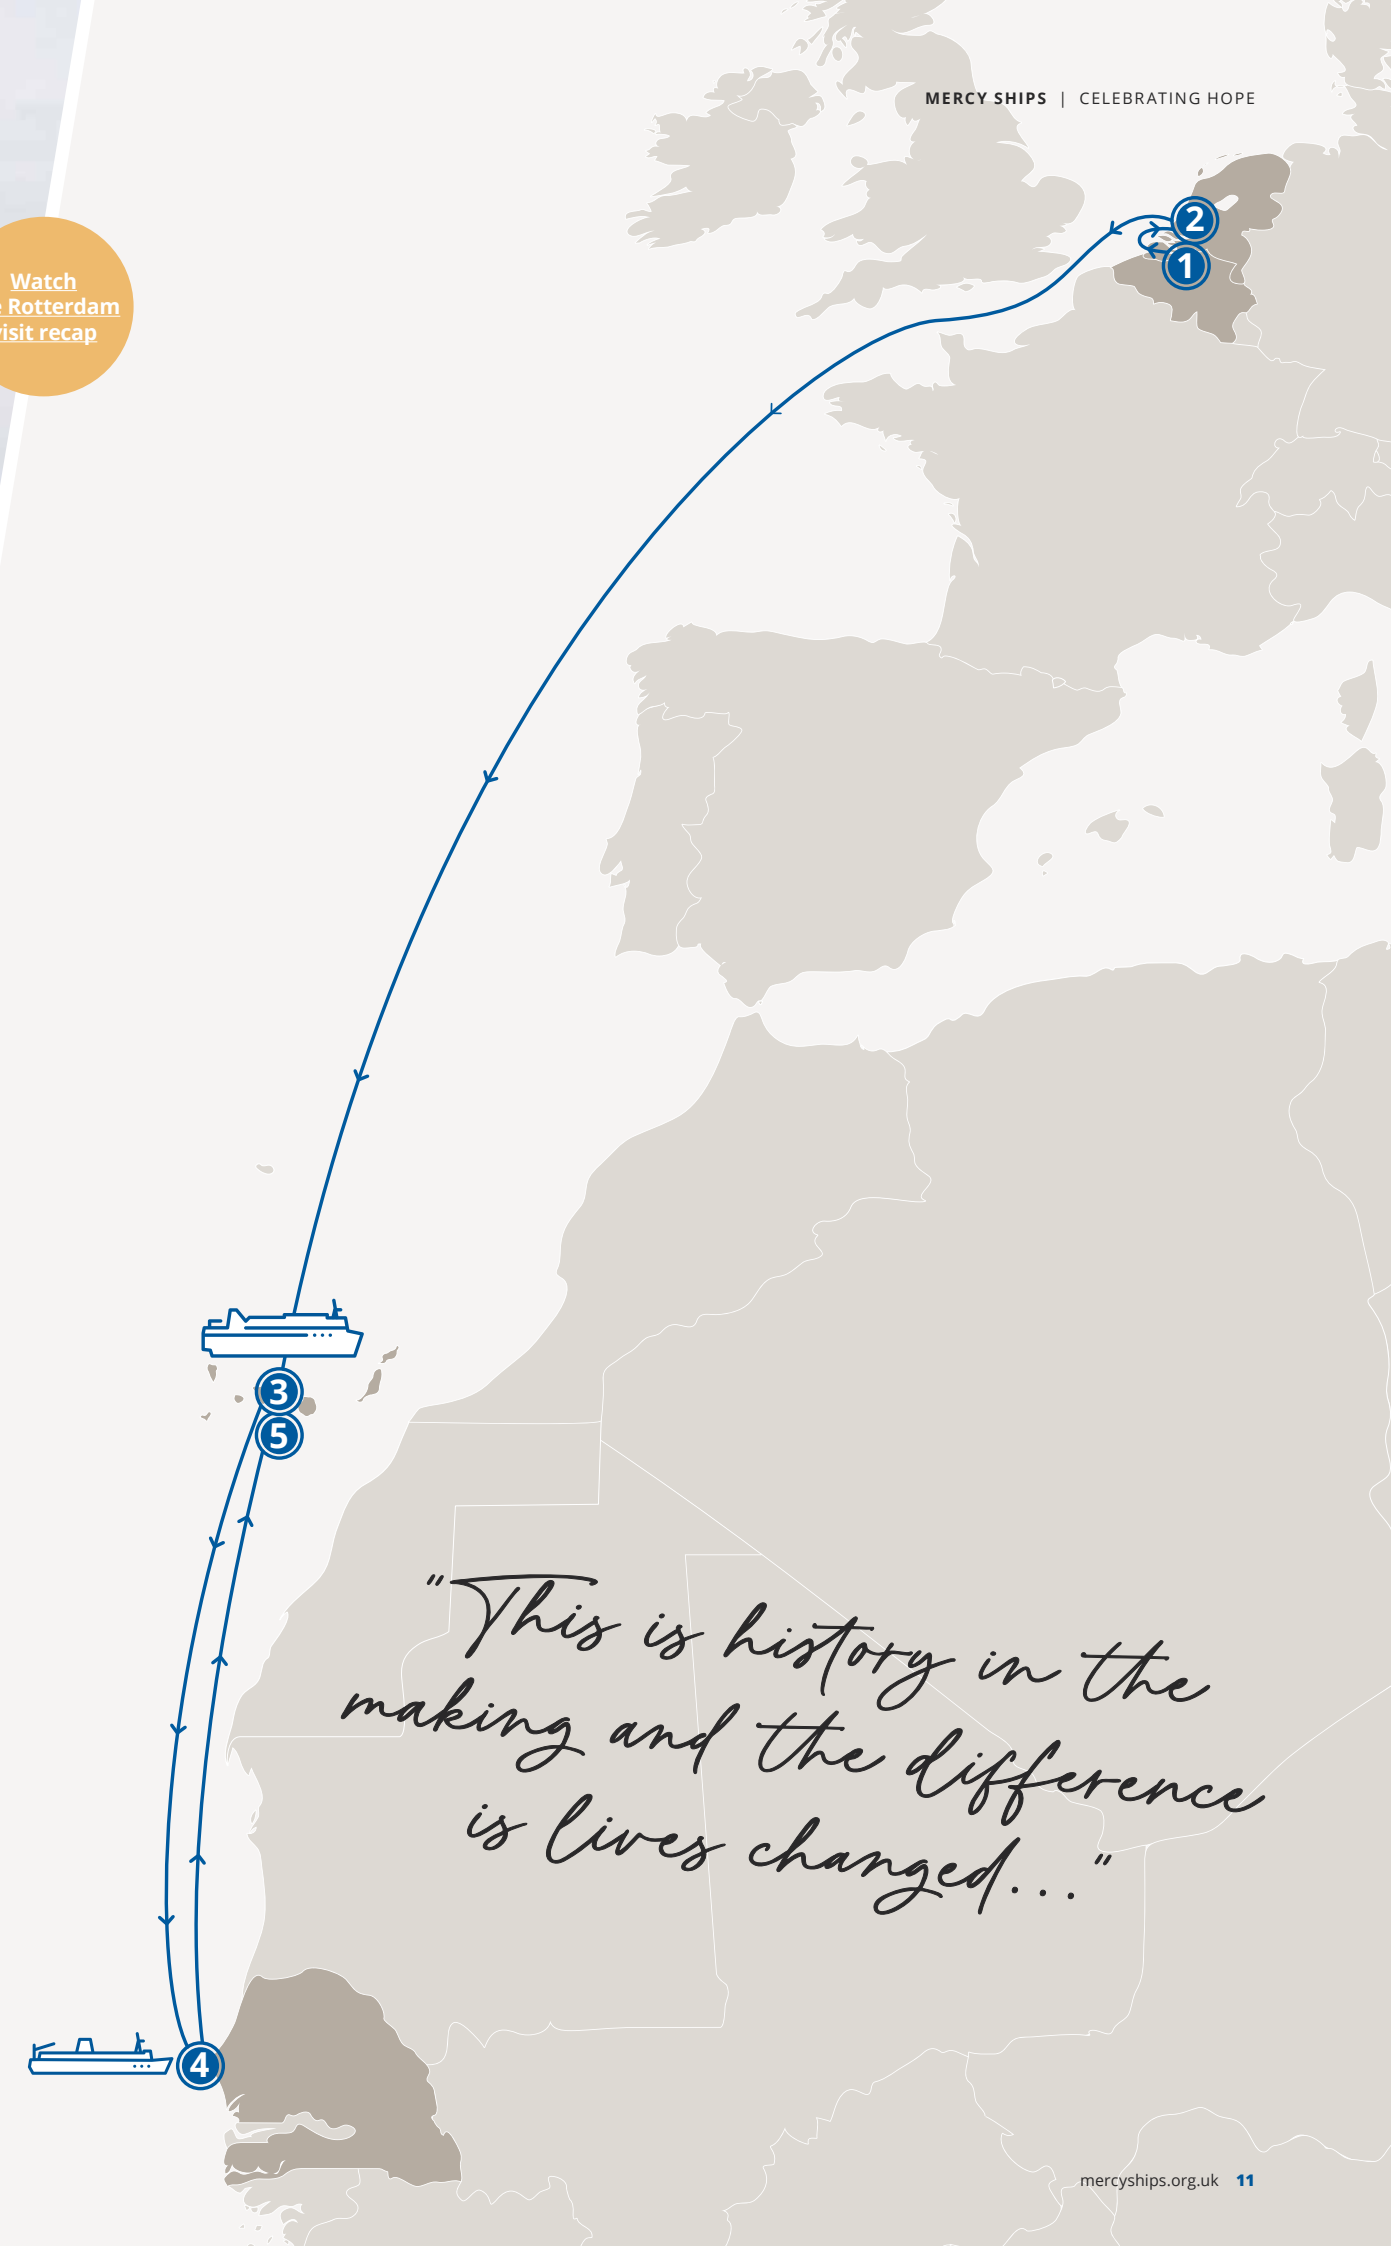 MERCY SHIPS | CELEBRATING HOPE
2
1
Watch
e Rotterdam
visit recap
3
5
"This is history in the
making and the difference
is lives changed..."
4
mercyships.org.uk 11